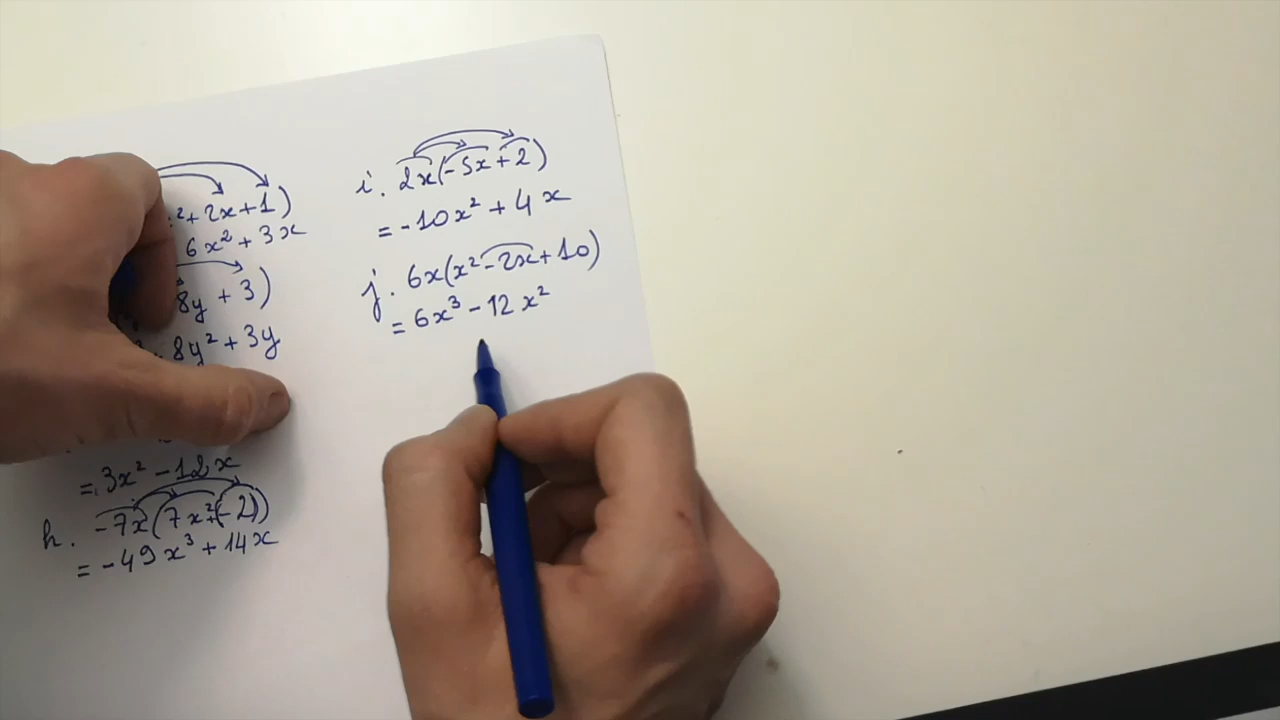 ² + 2x + 1)
6x² + 3x
8y + 3)
8y² + 3y
= 3x² - 12x
h. -7x(7x²+(-2))
= -49x³ + 14x
i. 2x(-5x + 2)
= -10x² + 4x
j. 6x(x² - 2x + 10)
= 6x³ - 12x²